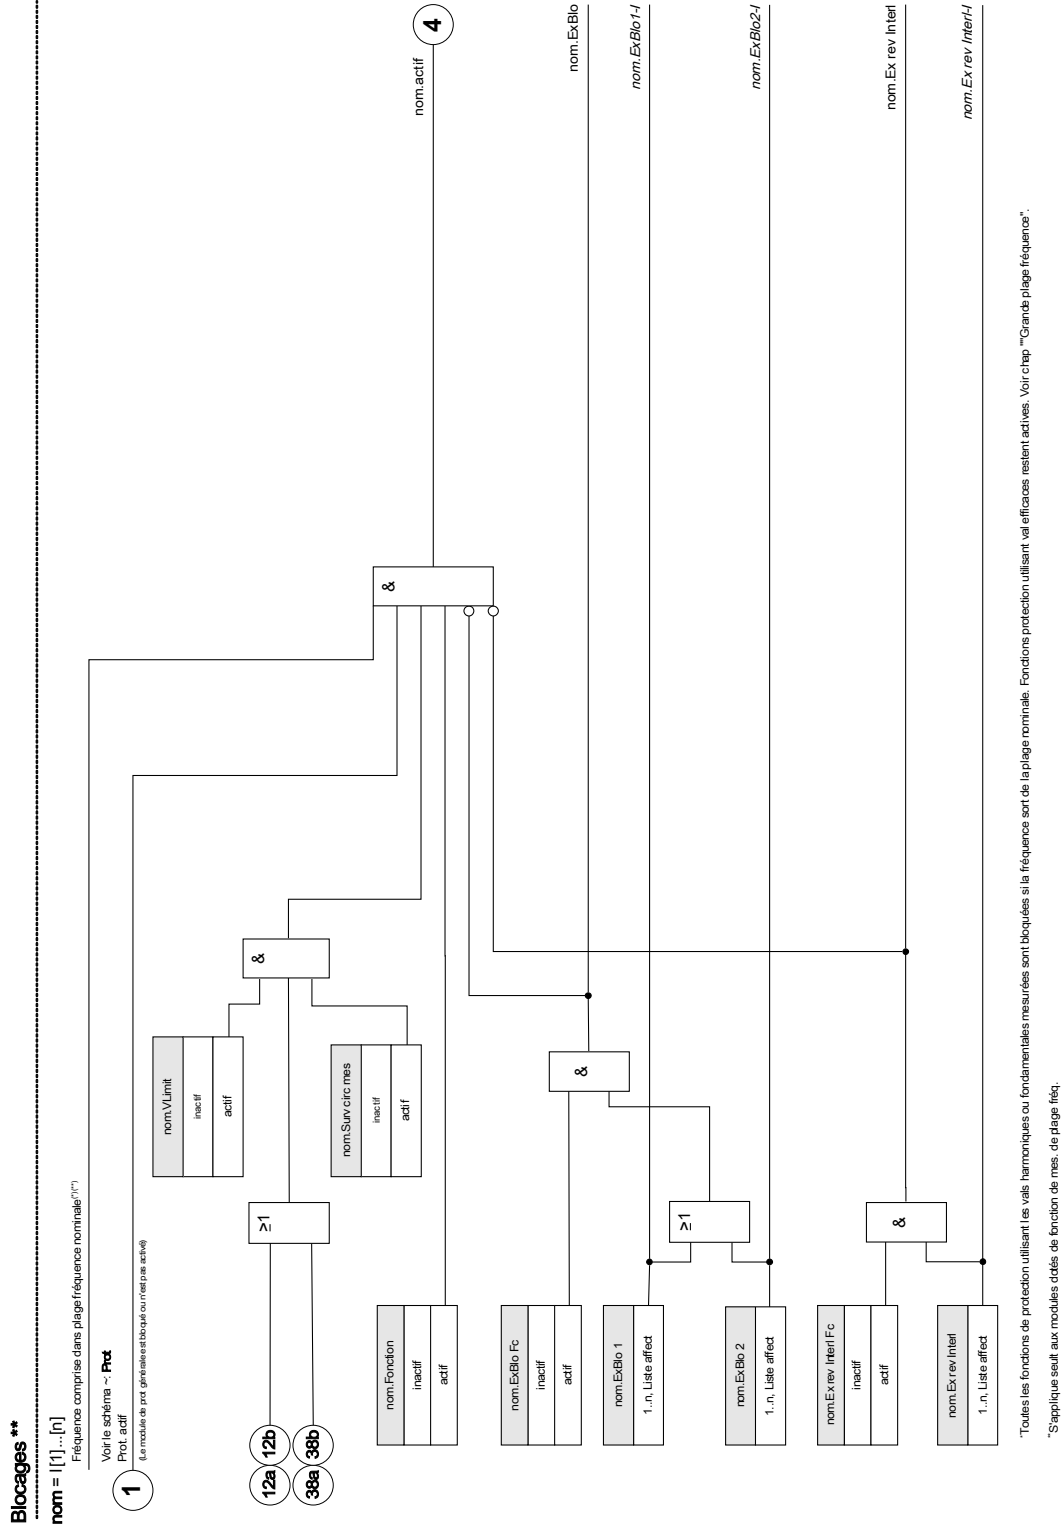 Blocages **
nom = I[1]...[n]
Fréquence comprise dans plage fréquence nominale(*)(**)
Voir le schéma ~: Prot
Prot. actif
(Le module de prot générale est bloqué ou n'est pas activé)
1
nom.VLimit
inactif
actif
&
12a 12b
38a 38b
≥1
nom.Surv circ mes
inactif
actif
nom.Fonction
inactif
actif
&
nom.actif
4
nom.ExBlo Fc
inactif
actif
&
nom.ExBlo
nom.ExBlo 1
1..n, Liste affect
nom.ExBlo1-I
≥1
nom.ExBlo 2
1..n, Liste affect
nom.ExBlo2-I
nom.Ex rev Interl Fc
inactif
actif
&
nom.Ex rev Interl
nom.Ex rev Interl
1..n, Liste affect
nom.Ex rev Interl-I
*Toutes les fonctions de protection utilisant les vals harmoniques ou fondamentales mesurées sont bloquées si la fréquence sort de la plage nominale. Fonctions protection utilisant val efficaces restent actives. Voir chap ""Grande plage fréquence".
**S'applique seult aux modules dotés de fonction de mes. de plage fréq.